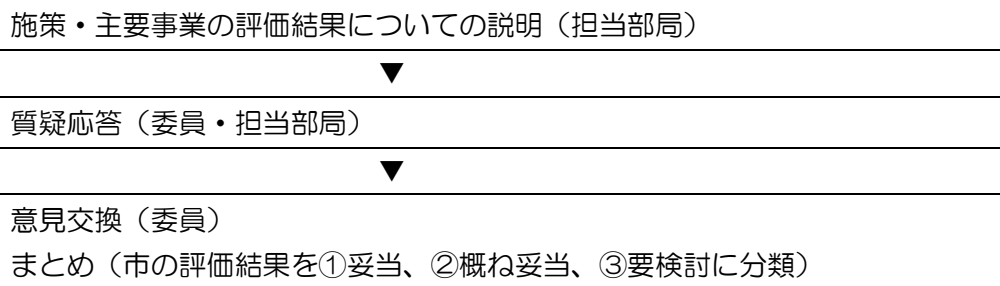 施策・主要事業の評価結果についての説明（担当部局）
▼
質疑応答（委員・担当部局）
▼
意見交換（委員）
まとめ（市の評価結果を①妥当、②概ね妥当、③要検討に分類）